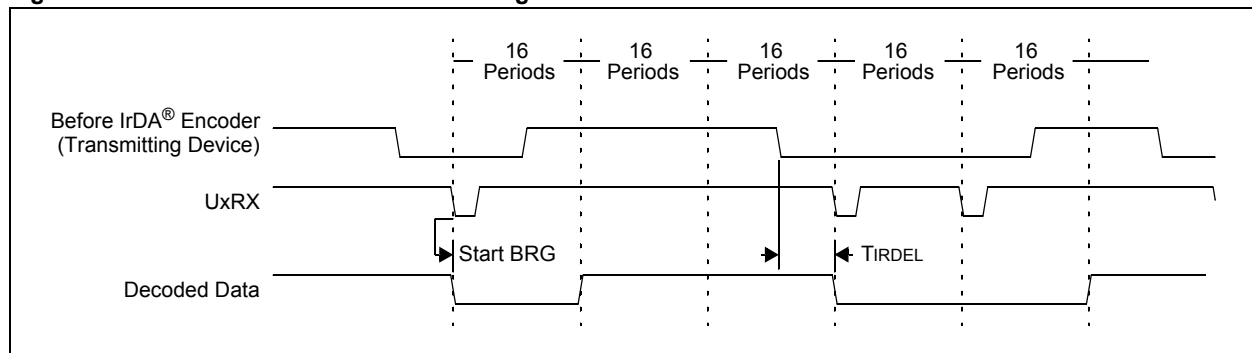 16 16 16 16 16
Periods Periods Periods Periods Periods
Before IrDA® Encoder
(Transmitting Device)
UxRX
Start BRG
TIRDEL
Decoded Data